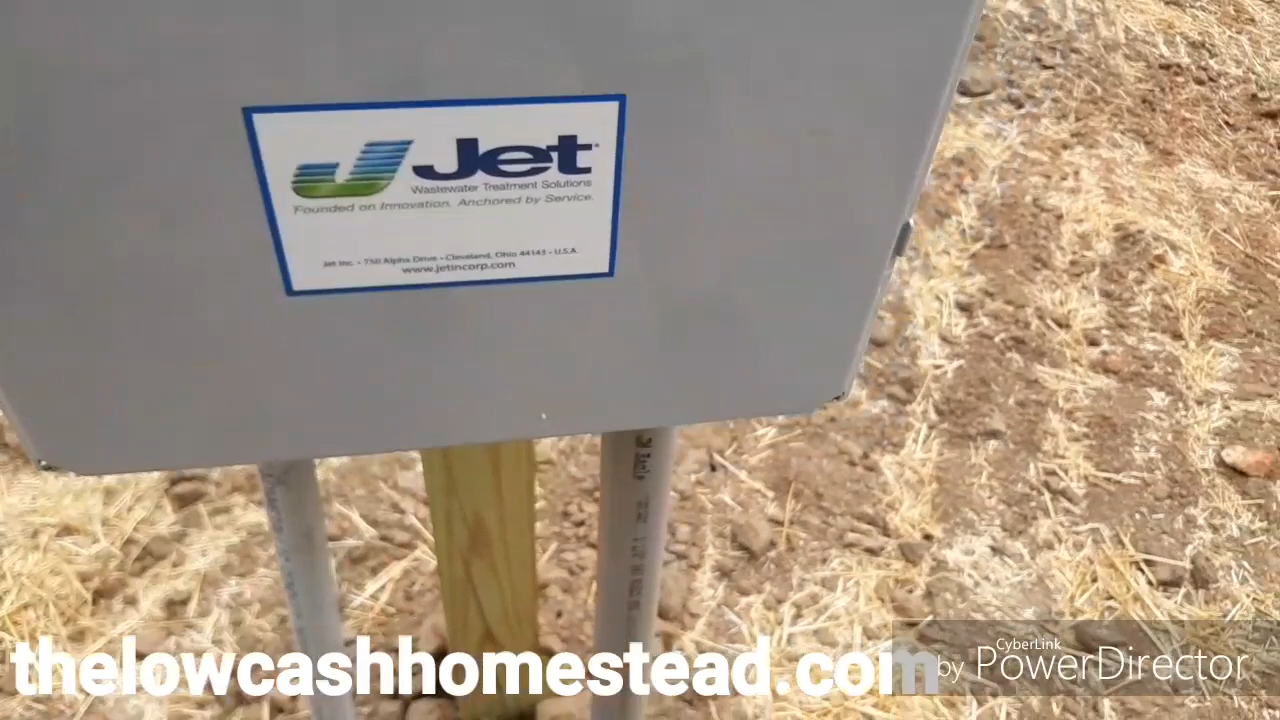 Jet
Wastewater Treatment Solutions
Founded on Innovation. Anchored by Service.
Jet Inc. • 750 Alpha Drive • Cleveland, Ohio 44143 • U.S.A.
www.jetincorp.com
thelowcashhomestead.com
by CyberLink PowerDirector